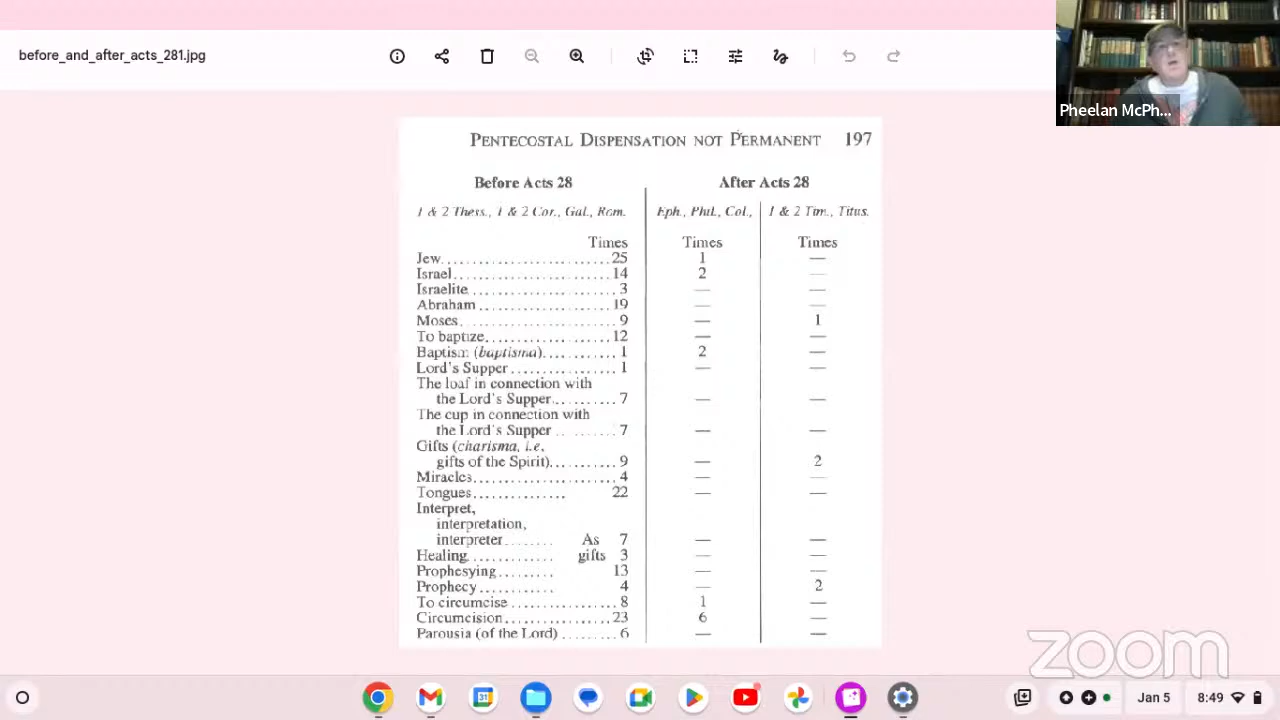 before_and_after_acts_281.jpg
Pheelan McPh...
PENTECOSTAL DISPENSATION NOT PERMANENT 197
Before Acts 28 After Acts 28
1 & 2 Thess., 1 & 2 Cor., Gal., Rom. Eph., Phil., Col., 1 & 2 Tim., Titus.
Times Times Times
Jew.............................25 1 —
Israel...........................14 2 —
Israelite.........................3 — —
Abraham.......................19 — —
Moses...........................9 — 1
To baptize.....................12 — —
Baptism (baptisma)............1 2 —
Lord's Supper..................1 — —
The loaf in connection with
the Lord's Supper..........7 — —
The cup in connection with
the Lord's Supper..........7 — —
Gifts (charisma, i.e,
gifts of the Spirit)...........9 — 2
Miracles........................4 — —
Tongues.............. 22 — —
Interpret,
interpretation,
interpreter........ As 7 — —
Healing.............. gifts 3 — —
Prophesying......... 13 — —
Prophecy............ 4 — 2
To circumcise..................8 1 —
Circumcision..................23 6 —
Parousia (of the Lord)........6 — —
zoom
31
Jan 5 8:49